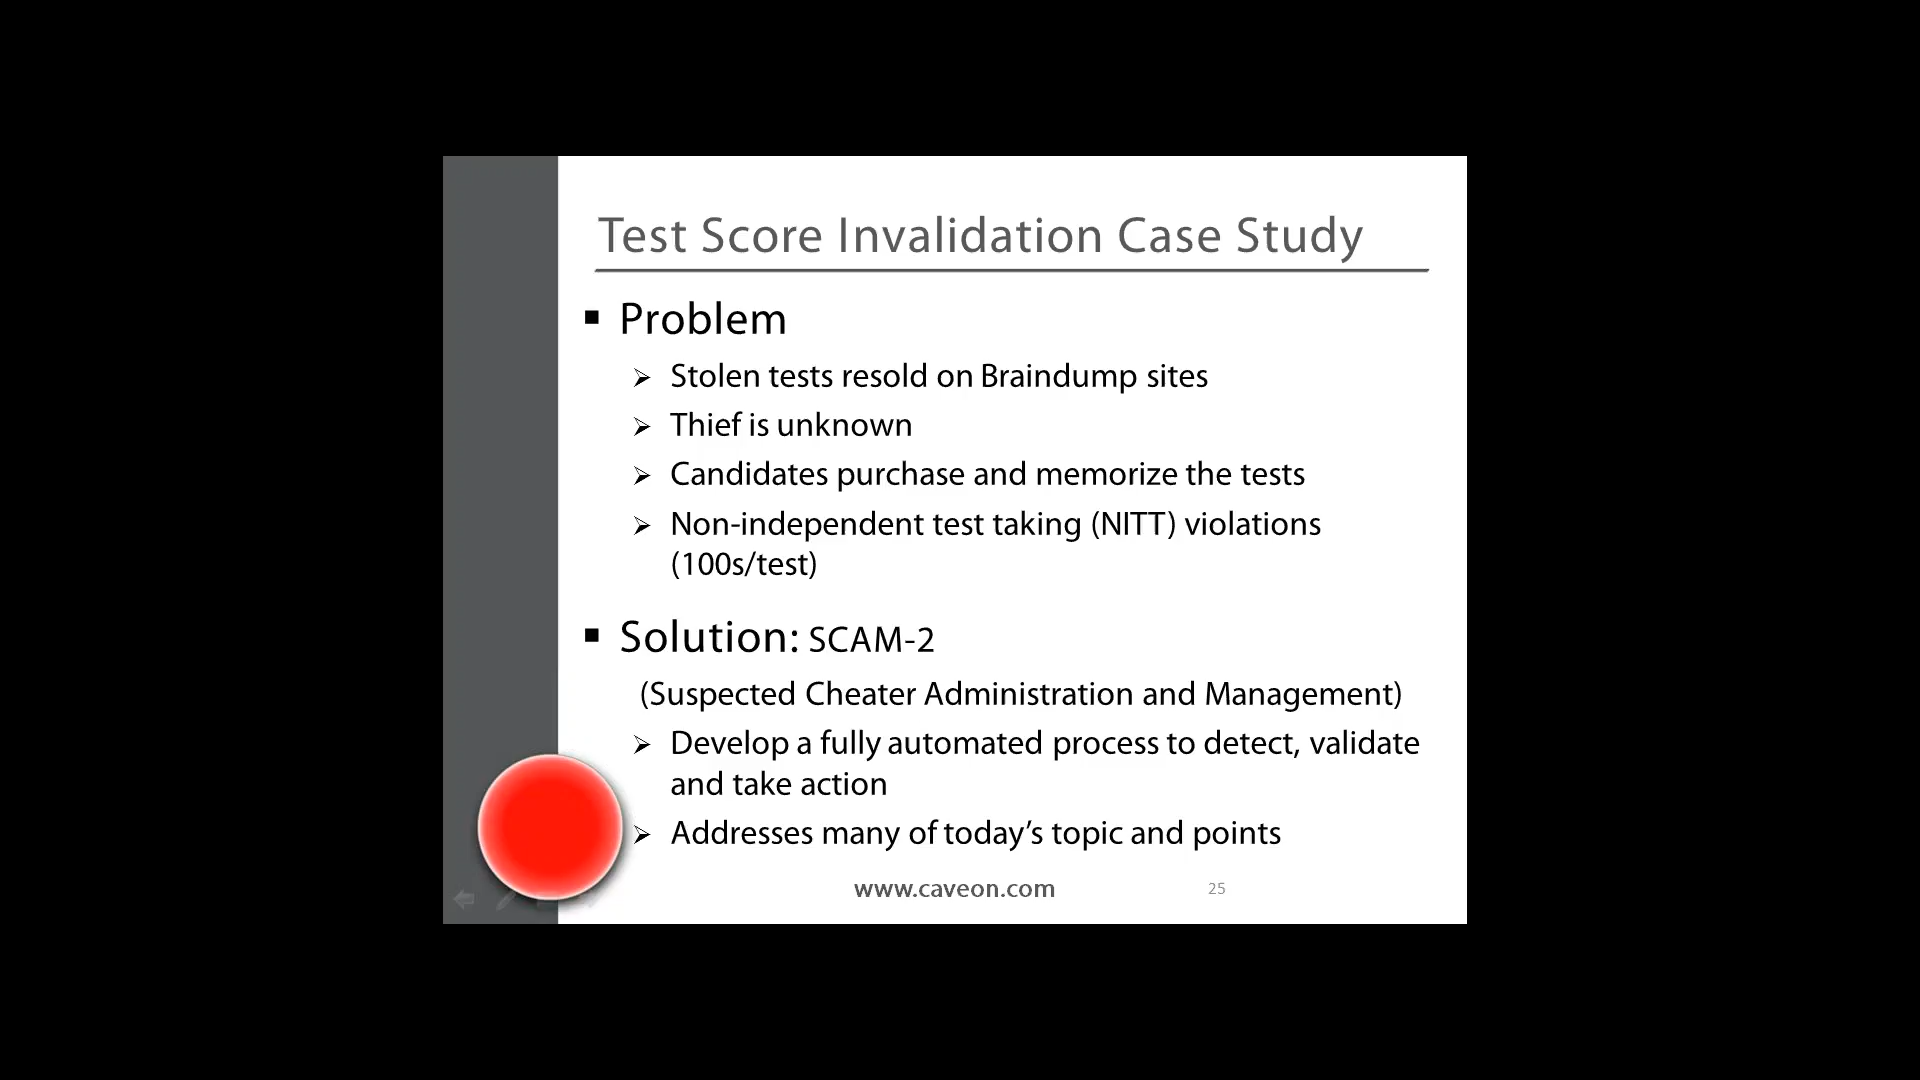 Test Score Invalidation Case Study
Problem
Stolen tests resold on Braindump sites
Thief is unknown
Candidates purchase and memorize the tests
Non-independent test taking (NITT) violations
(100s/test)
Solution: SCAM-2
(Suspected Cheater Administration and Management)
Develop a fully automated process to detect, validate
and take action
Addresses many of today's topic and points
www.caveon.com
25